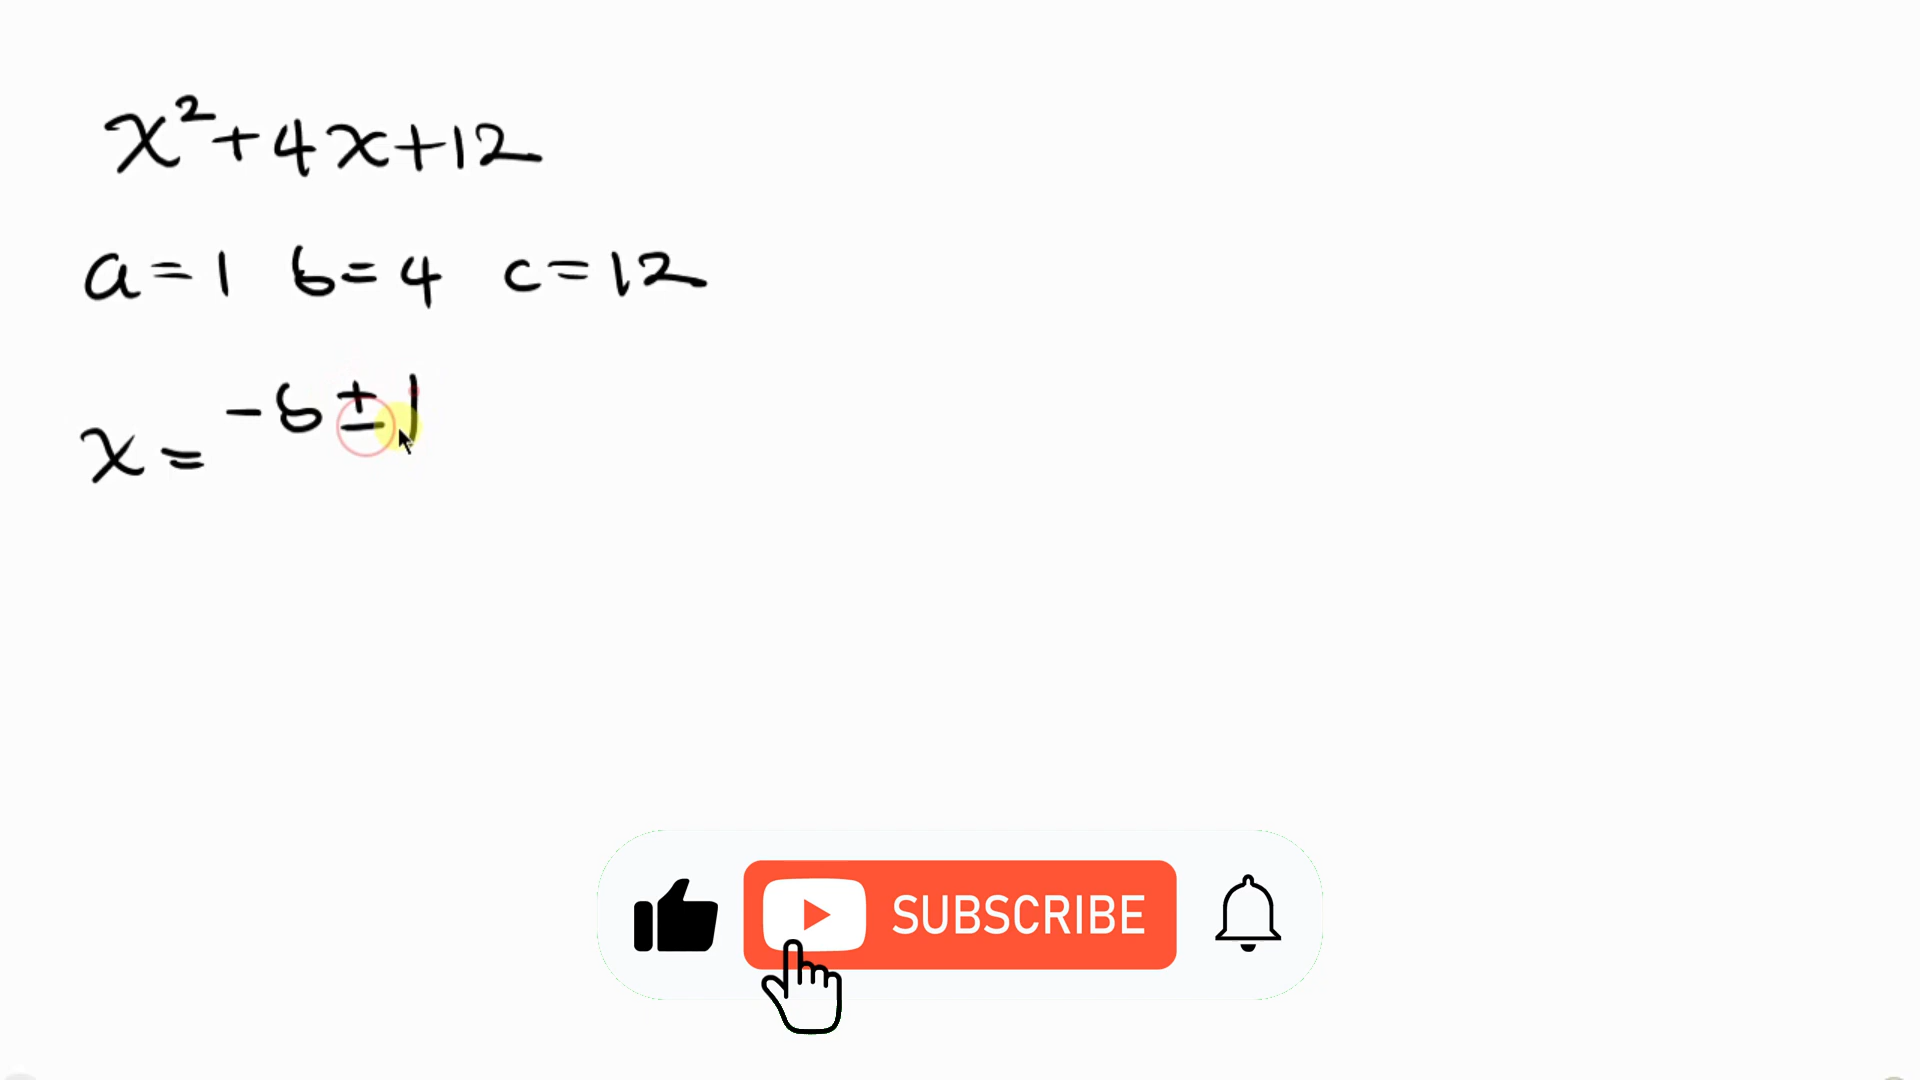 x²+4x+12
a=1 b=4 c=12
x = -b ±
SUBSCRIBE